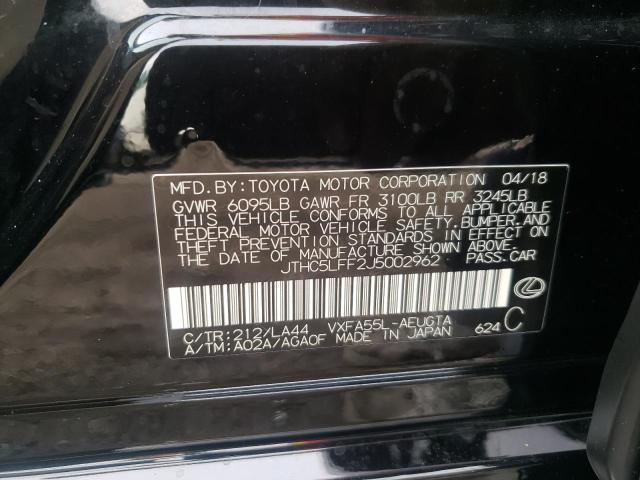 MFD. BY: TOYOTA MOTOR CORPORATION 04/18
GVWR 6095LB GAWR FR 3100LB RR 3245LB
THIS VEHICLE CONFORMS TO ALL APPLICABLE
FEDERAL MOTOR VEHICLE SAFETY, BUMPER, AND
THEFT PREVENTION STANDARDS IN EFFECT ON
THE DATE OF MANUFACTURE SHOWN ABOVE.
JTHC5LFF2J5002962 PASS.CAR
C/TR:212/LA44 VXFA55L-AEUGTA
A/TM:A02A/AGA0F MADE IN JAPAN 624 C